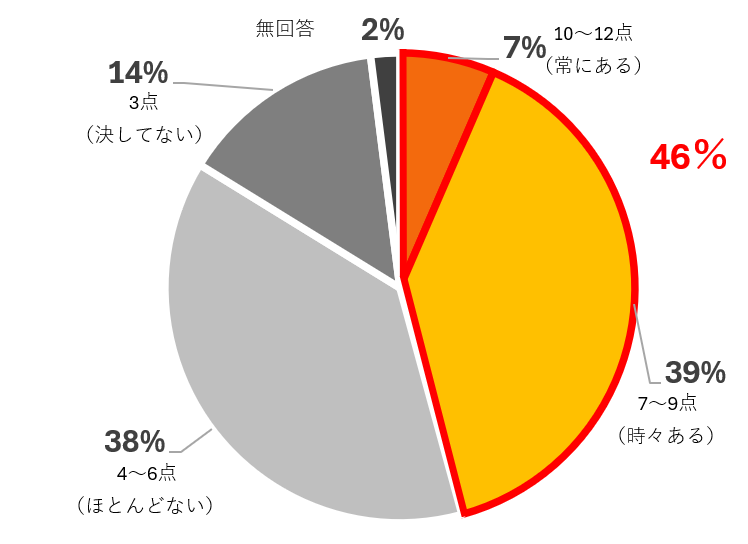 無回答
2%
7%
10～12点
（常にある）
14%
3点
（決してない）
46％
39%
7～9点
（時々ある）
38%
4～6点
（ほとんどない）